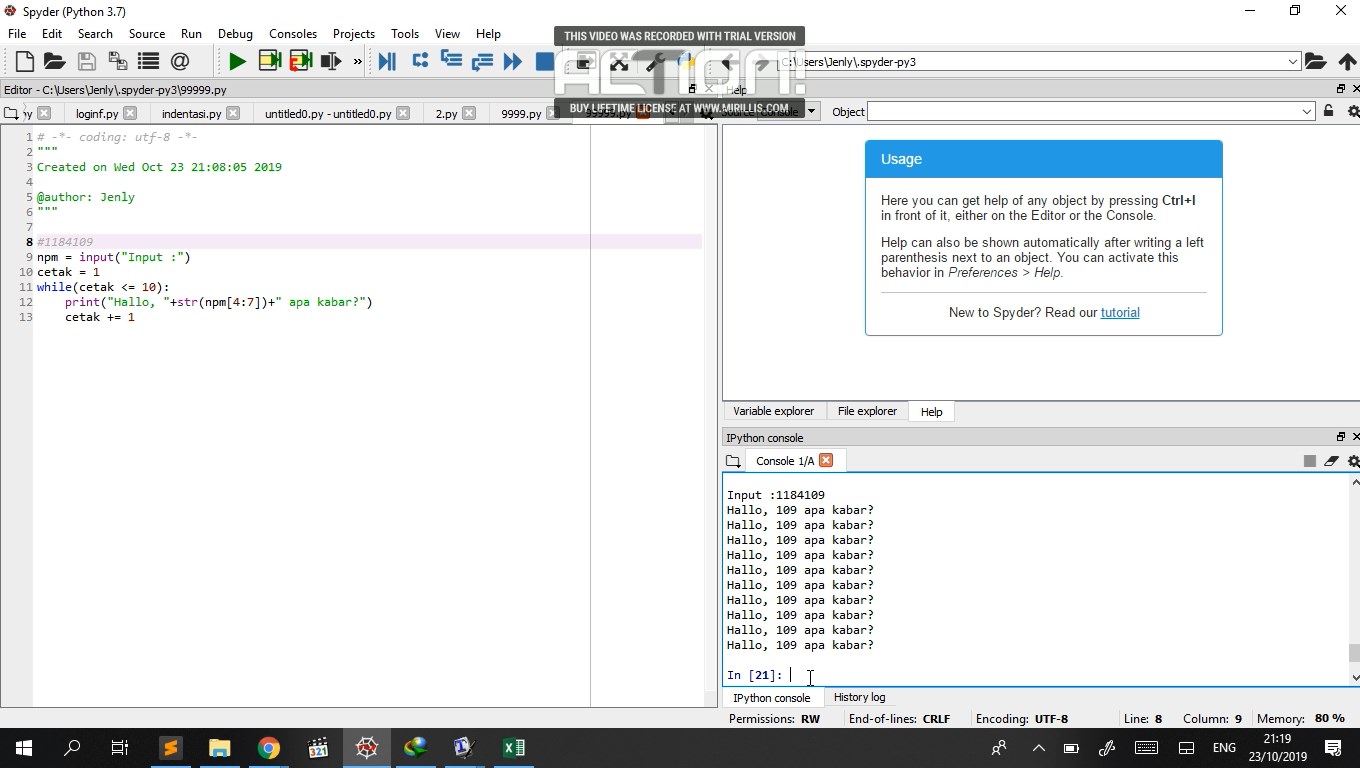 Spyder (Python 3.7)
File Edit Search Source Run Debug Consoles Projects Tools View Help
THIS VIDEO WAS RECORDED WITH TRIAL VERSION
ACTION!
BUY LIFETIME LICENSE AT WWW.MIRILLIS.COM
C:\Users\Jenly\.spyder-py3
Editor - C:\Users\Jenly\.spyder-py3\99999.py
loginf.py indentasi.py untitled0.py - untitled0.py 2.py 9999.py 99999.py
1 # -*- coding: utf-8 -*-
2 """
3 Created on Wed Oct 23 21:08:05 2019
4
5 @author: Jenly
6 """
7
8 #1184109
9 npm = input("Input :")
10 cetak = 1
11 while(cetak <= 10):
12     print("Hallo, "+str(npm[4:7])+" apa kabar?")
13     cetak += 1
Help
Source Console Object
Usage
Here you can get help of any object by pressing Ctrl+I
in front of it, either on the Editor or the Console.
Help can also be shown automatically after writing a left
parenthesis next to an object. You can activate this
behavior in Preferences > Help.
New to Spyder? Read our tutorial
Variable explorer File explorer Help
IPython console
Console 1/A
Input :1184109
Hallo, 109 apa kabar?
Hallo, 109 apa kabar?
Hallo, 109 apa kabar?
Hallo, 109 apa kabar?
Hallo, 109 apa kabar?
Hallo, 109 apa kabar?
Hallo, 109 apa kabar?
Hallo, 109 apa kabar?
Hallo, 109 apa kabar?
Hallo, 109 apa kabar?
In [21]:
IPython console History log
Permissions: RW End-of-lines: CRLF Encoding: UTF-8 Line: 8 Column: 9 Memory: 80 %
321
ENG
21:19
23/10/2019